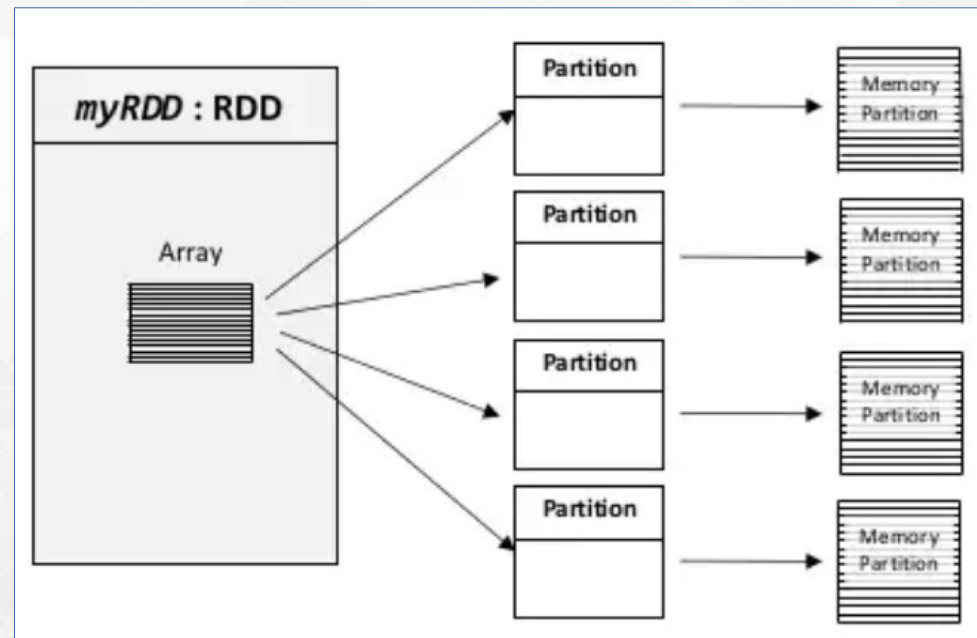 myRDD : RDD
Array
Partition
Partition
Partition
Partition
Memory
Partition
Memory
Partition
Memory
Partition
Memory
Partition